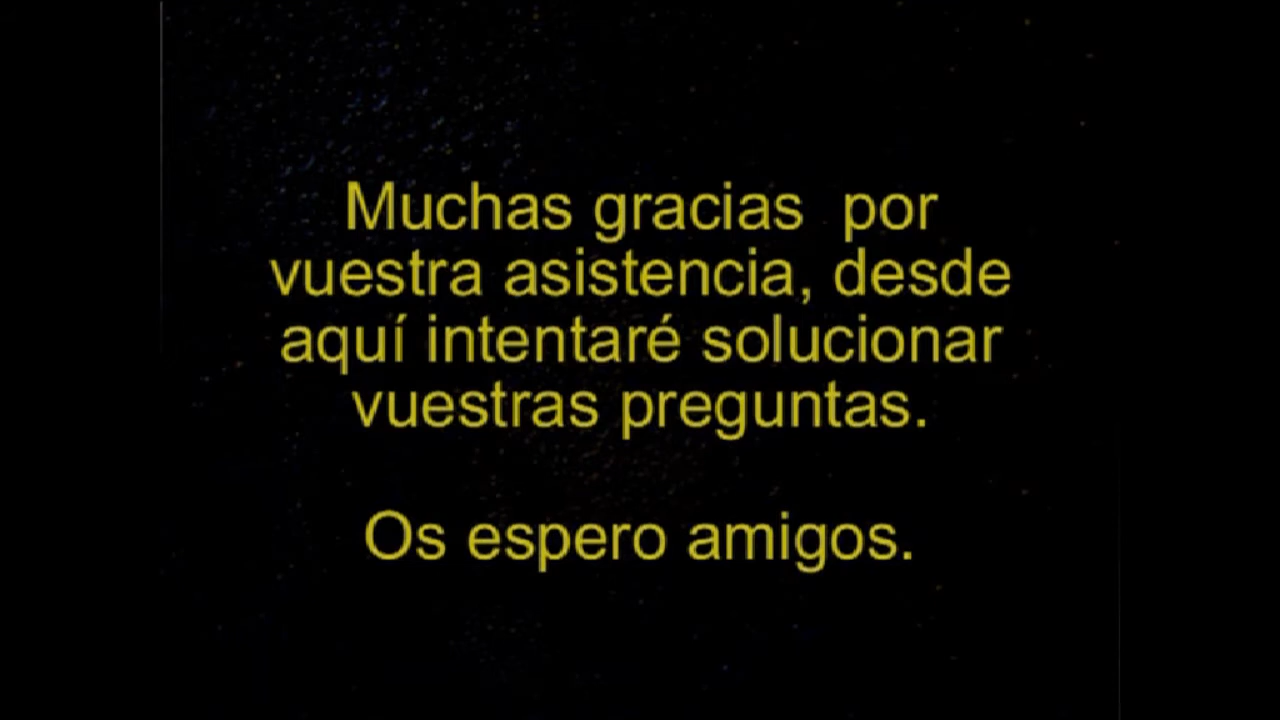 Muchas gracias  por
vuestra asistencia, desde
aquí intentaré solucionar
vuestras preguntas.
Os espero amigos.